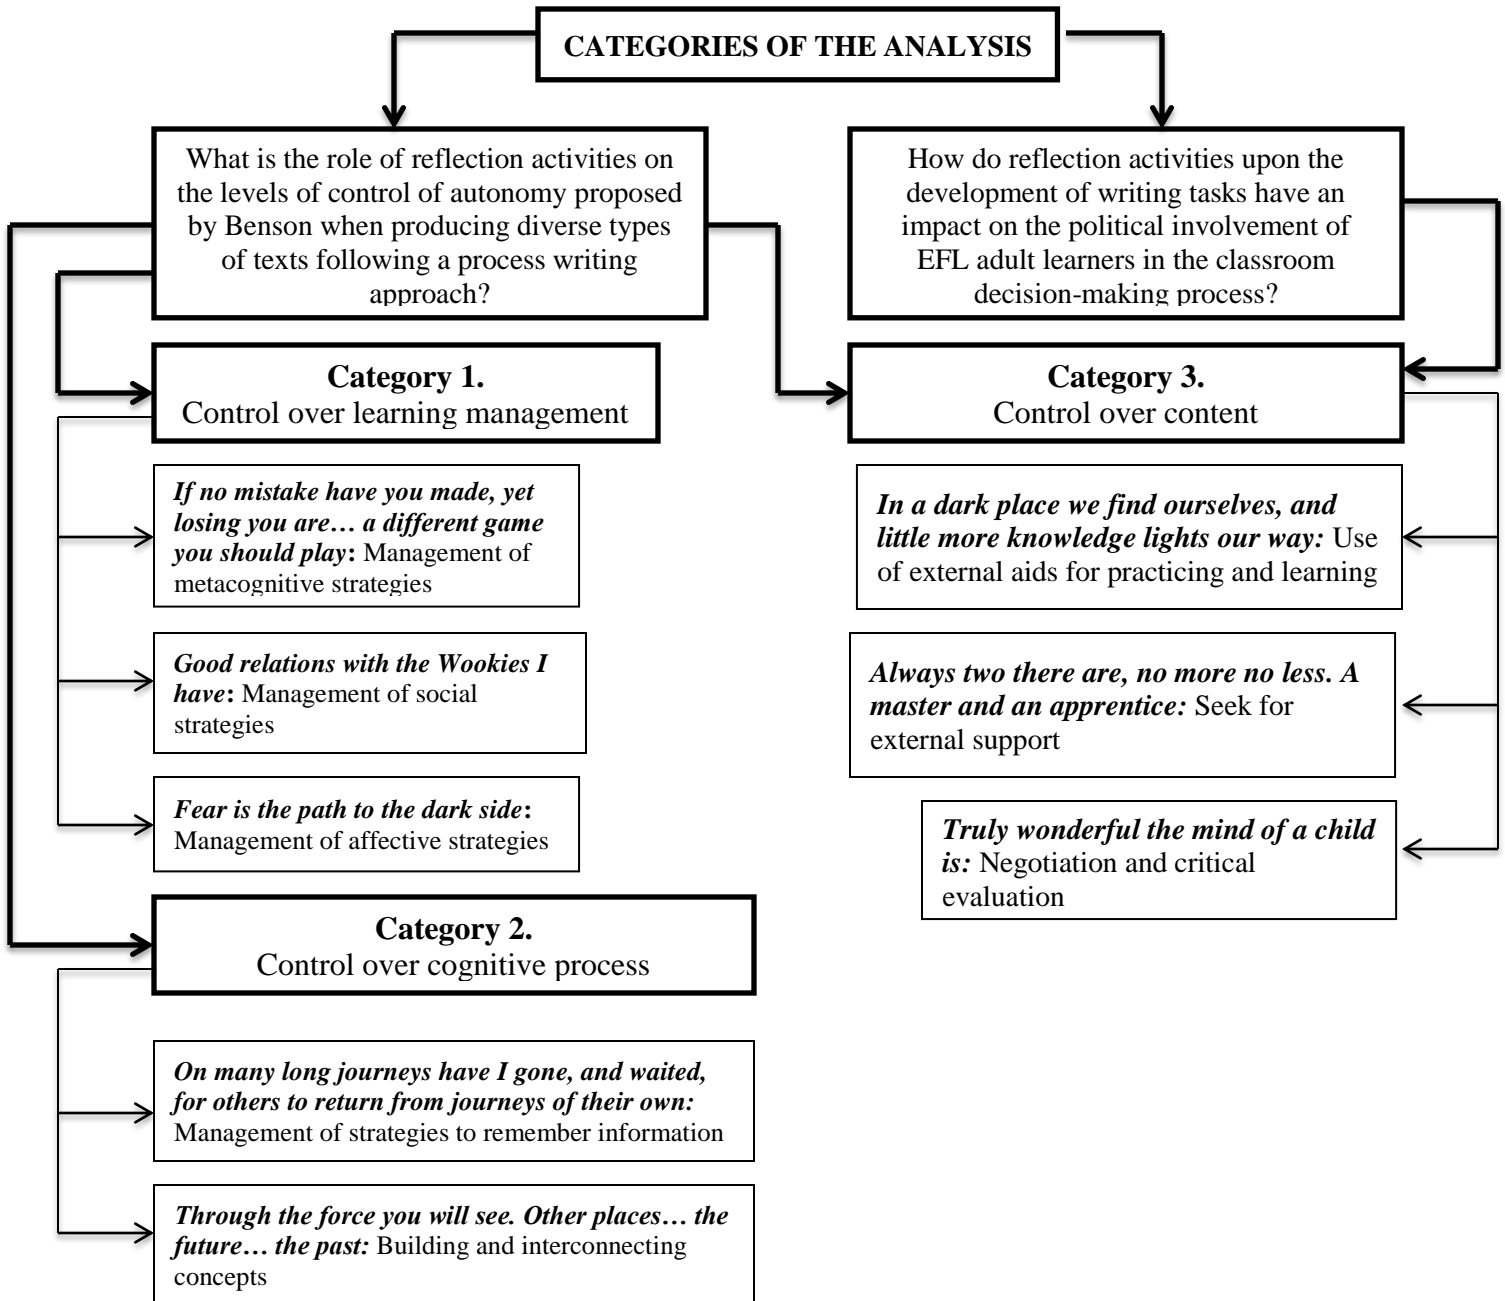 CATEGORIES OF THE ANALYSIS
What is the role of reflection activities on
the levels of control of autonomy proposed
by Benson when producing diverse types
of texts following a process writing
approach?
How do reflection activities upon the
development of writing tasks have an
impact on the political involvement of
EFL adult learners in the classroom
decision-making process?
Category 1.
Control over learning management
If no mistake have you made, yet
losing you are… a different game
you should play: Management of
metacognitive strategies
Good relations with the Wookies I
have: Management of social
strategies
Fear is the path to the dark side:
Management of affective strategies
Category 2.
Control over cognitive process
On many long journeys have I gone, and waited,
for others to return from journeys of their own:
Management of strategies to remember information
Through the force you will see. Other places… the
future… the past: Building and interconnecting
concepts
Category 3.
Control over content
In a dark place we find ourselves, and
little more knowledge lights our way: Use
of external aids for practicing and learning
Always two there are, no more no less. A
master and an apprentice: Seek for
external support
Truly wonderful the mind of a child
is: Negotiation and critical
evaluation